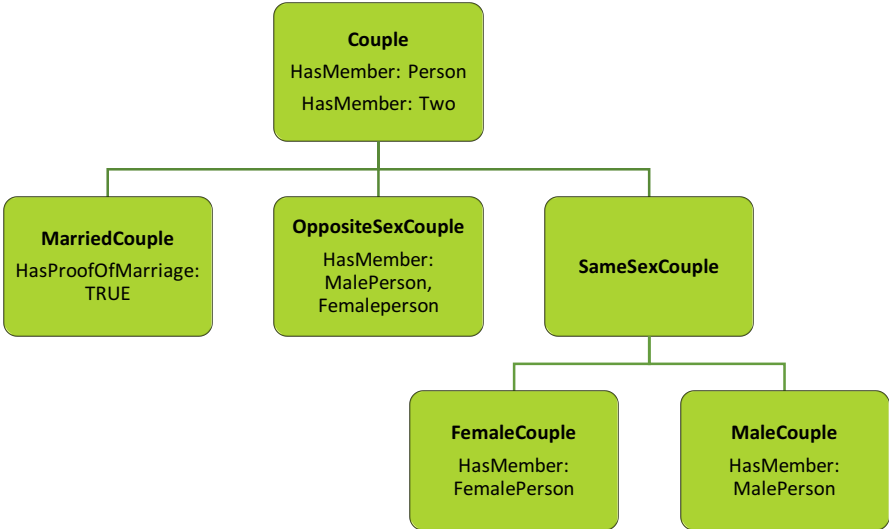 Couple
HasMember: Person
HasMember: Two
MarriedCouple
HasProofOfMarriage:
TRUE
OppositeSexCouple
HasMember:
MalePerson,
Femaleperson
SameSexCouple
FemaleCouple
HasMember:
FemalePerson
MaleCouple
HasMember:
MalePerson